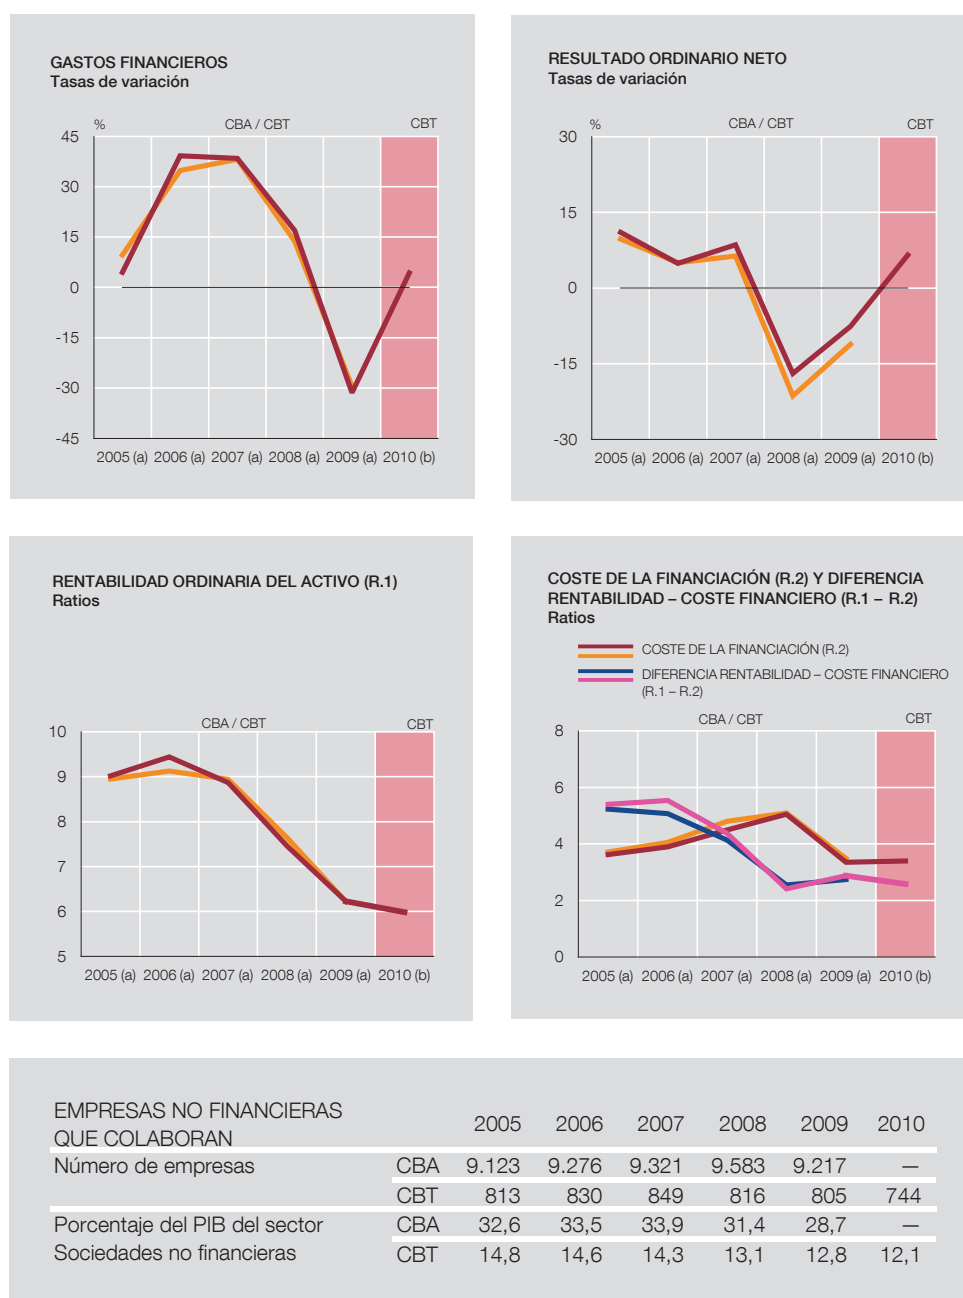 GASTOS FINANCIEROS
Tasas de variación
%
CBA / CBT
CBT
45
30
15
0
-15
-30
-45
2005 (a) 2006 (a) 2007 (a) 2008 (a) 2009 (a) 2010 (b)
RESULTADO ORDINARIO NETO
Tasas de variación
%
CBA / CBT
CBT
30
15
0
-15
-30
2005 (a) 2006 (a) 2007 (a) 2008 (a) 2009 (a) 2010 (b)
RENTABILIDAD ORDINARIA DEL ACTIVO (R.1)
Ratios
CBA / CBT
CBT
10
9
8
7
6
5
2005 (a) 2006 (a) 2007 (a) 2008 (a) 2009 (a) 2010 (b)
COSTE DE LA FINANCIACIÓN (R.2) Y DIFERENCIA
RENTABILIDAD – COSTE FINANCIERO (R.1 – R.2)
Ratios
COSTE DE LA FINANCIACIÓN (R.2)
DIFERENCIA RENTABILIDAD – COSTE FINANCIERO
(R.1 – R.2)
CBA / CBT
CBT
8
6
4
2
0
2005 (a) 2006 (a) 2007 (a) 2008 (a) 2009 (a) 2010 (b)
EMPRESAS NO FINANCIERAS
QUE COLABORAN 2005 2006 2007 2008 2009 2010
Número de empresas CBA 9.123 9.276 9.321 9.583 9.217 —
CBT 813 830 849 816 805 744
Porcentaje del PIB del sector CBA 32,6 33,5 33,9 31,4 28,7 —
Sociedades no financieras CBT 14,8 14,6 14,3 13,1 12,8 12,1